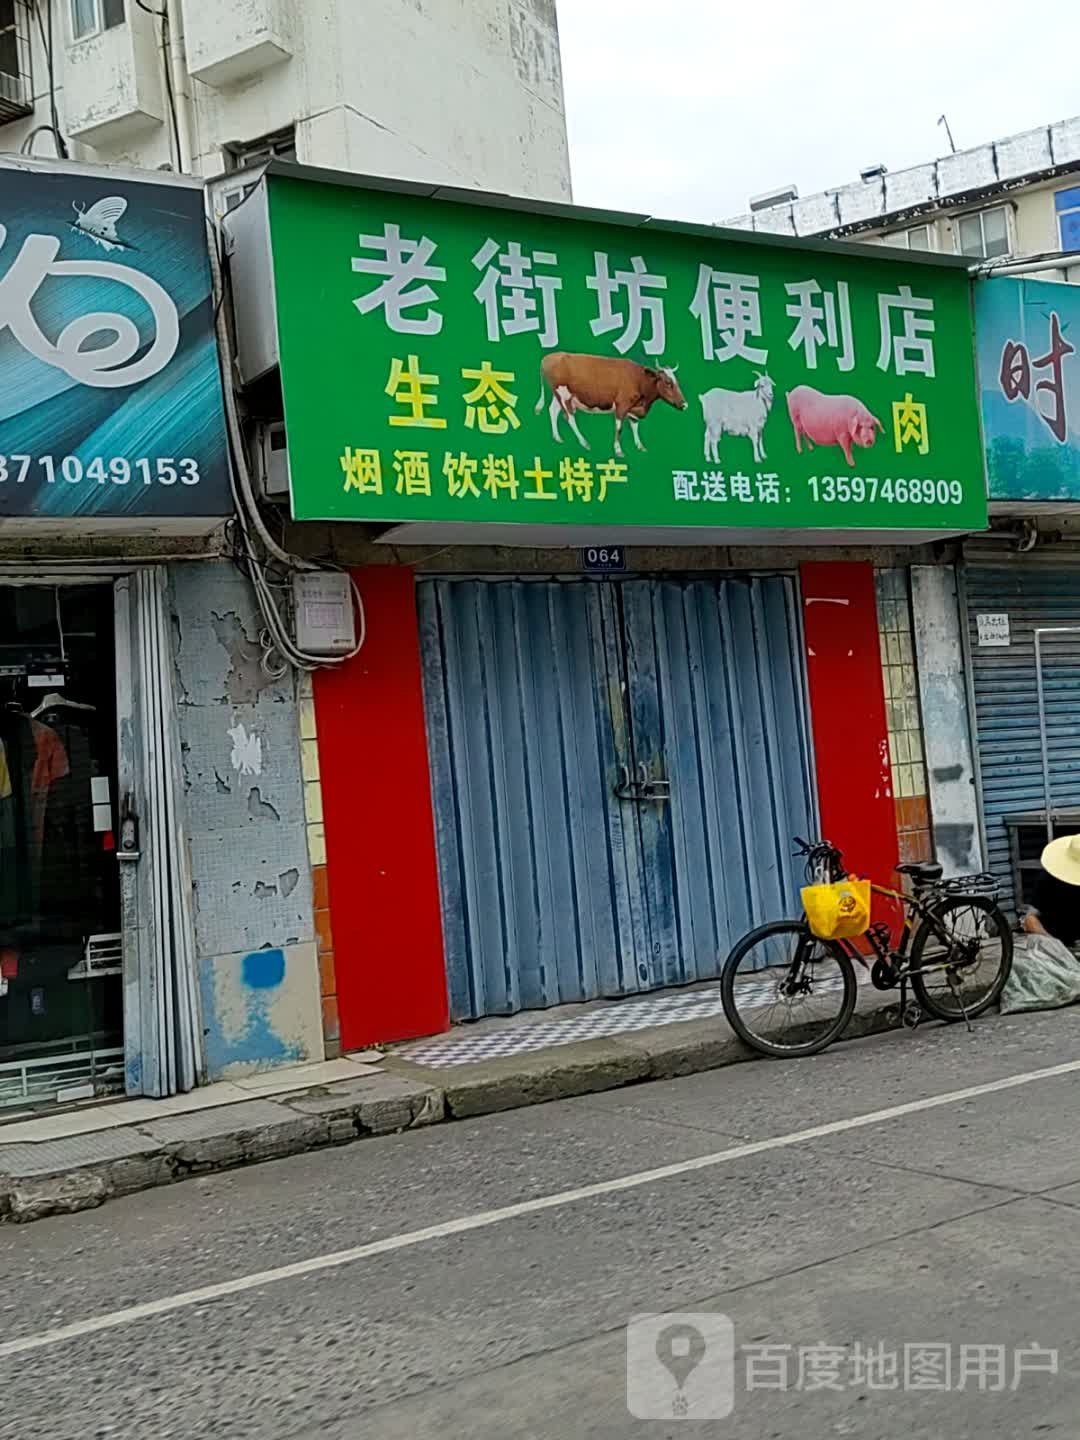 老街坊便利店
生态 肉
烟酒 饮料土特产 配送电话：13597468909
371049153
时
064
百度地图用户